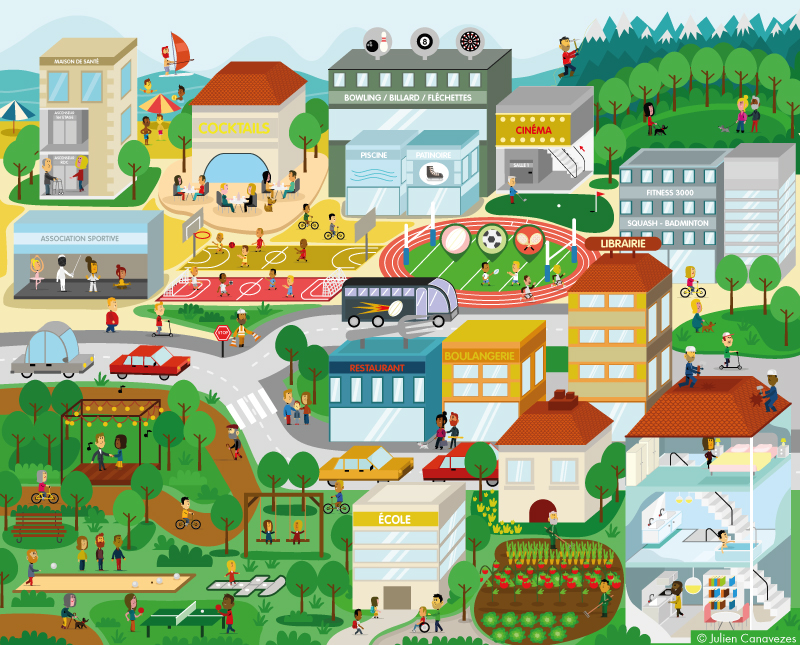 MAISON DE SANTÉ
BOWLING / BILLARD / FLÉCHETTES
8
COCKTAILS
CINÉMA
PISCINE
PATINOIRE
FITNESS 3000
SQUASH - BADMINTON
ASSOCIATION SPORTIVE
LIBRAIRIE
STOP
BOULANGERIE
RESTAURANT
ÉCOLE
© Julien Canavezes